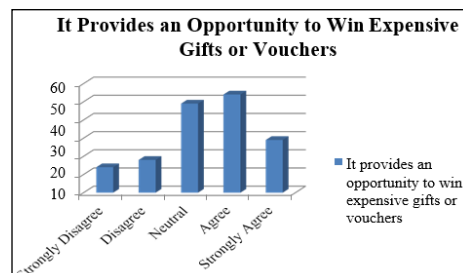 It Provides an Opportunity to Win Expensive
Gifts or Vouchers
60
50
40
30
20
10
Strongly Disagree
Disagree
Neutral
Agree
Strongly Agree
It provides an
opportunity to win
expensive gifts or
vouchers